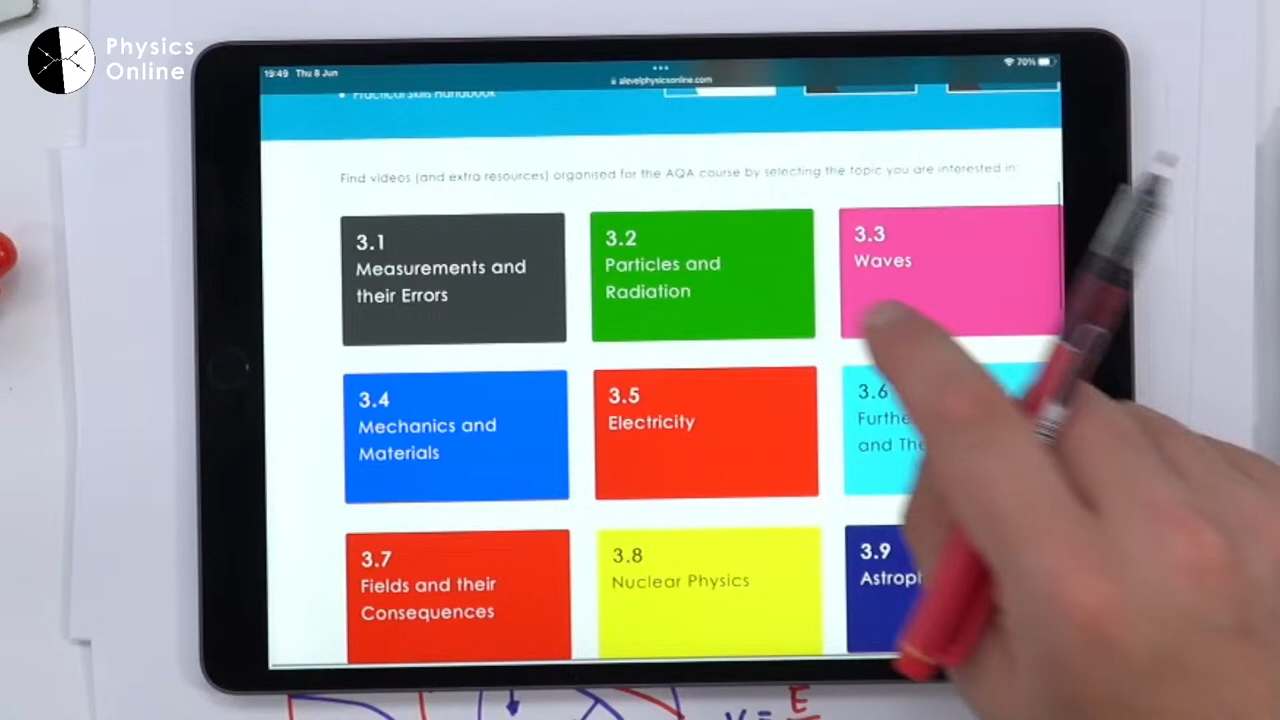 Physics
Online
19:49 Thu 8 Jun
70%
alevelphysicsonline.com
Practical Skills Handbook
Find videos (and extra resources) organised for the AQA course by selecting the topic you are interested in:
3.1
Measurements and
their Errors
3.2
Particles and
Radiation
3.3
Waves
3.4
Mechanics and
Materials
3.5
Electricity
3.6
and
3.7
Fields and their
Consequences
3.8
Nuclear Physics
3.9
V = E